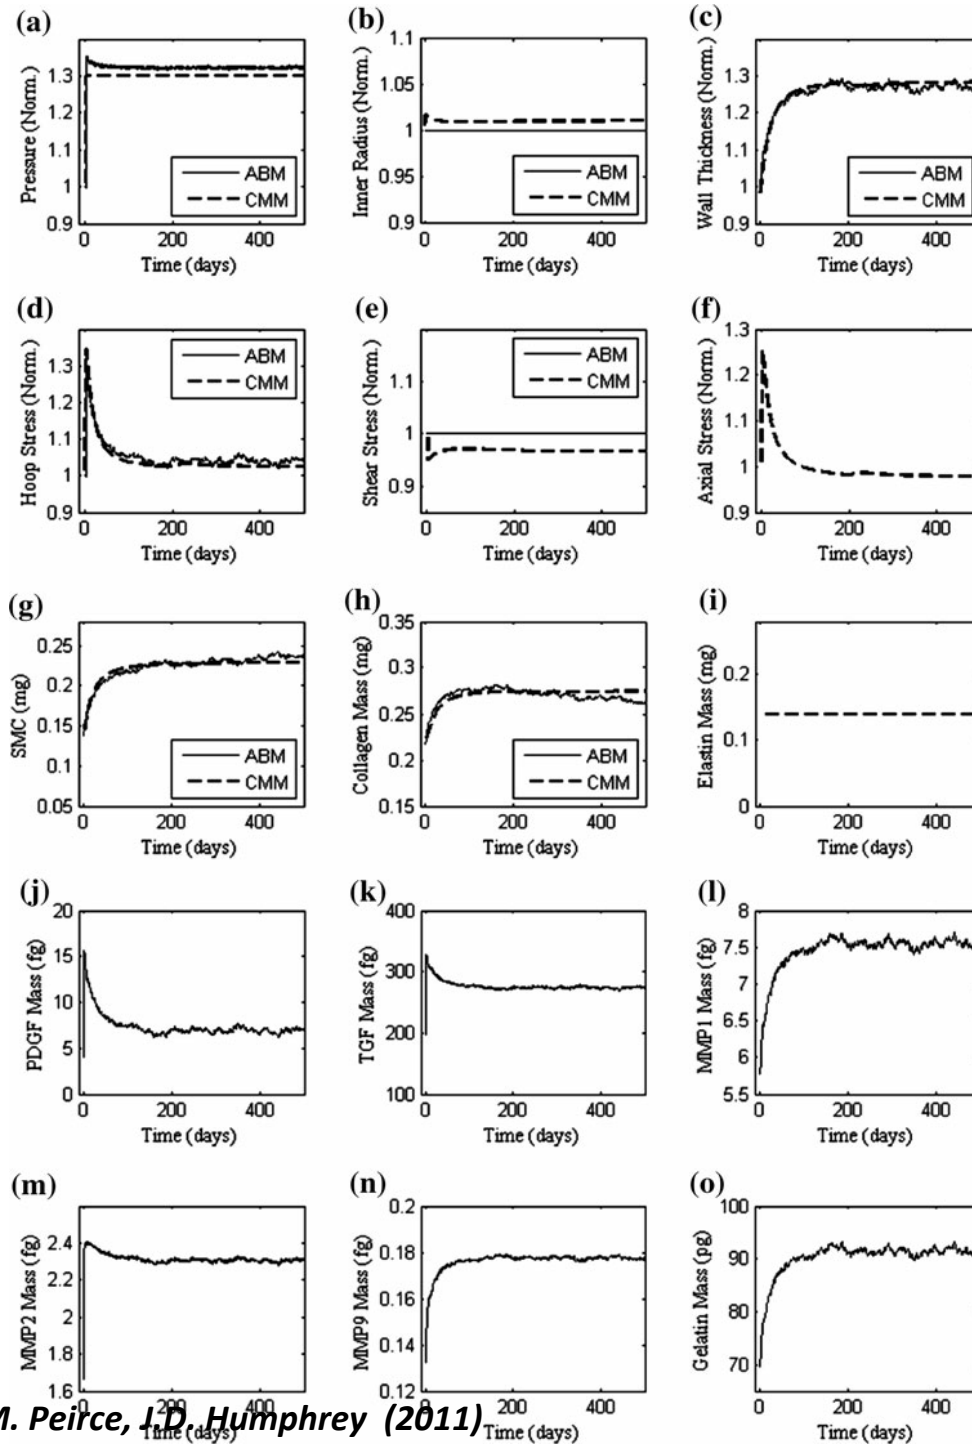 (a)
Pressure (Norm.)
1.3
1.2
1.1
1
0.9
ABM
CMM
0
200
400
Time (days)
(b)
Inner Radius (Norm.)
1.1
1.05
1
0.95
0.9
ABM
CMM
0
200
400
Time (days)
(c)
Wall Thickness (Norm.)
1.3
1.2
1.1
1
0.9
ABM
CMM
0
200
400
Time (days)
(d)
Hoop Stress (Norm.)
1.3
1.2
1.1
1
0.9
ABM
CMM
0
200
400
Time (days)
(e)
Shear Stress (Norm.)
1.1
1
0.9
ABM
CMM
0
200
400
Time (days)
(f)
Axial Stress (Norm.)
1.3
1.2
1.1
1
0.9
0
200
400
Time (days)
(g)
SMC (mg)
0.25
0.2
0.15
0.1
0.05
ABM
CMM
0
200
400
Time (days)
(h)
Collagen Mass (mg)
0.35
0.3
0.25
0.2
0.15
ABM
CMM
0
200
400
Time (days)
(i)
Elastin Mass (mg)
0.2
0.1
0
0
200
400
Time (days)
(j)
PDGF Mass (fg)
20
15
10
5
0
0
200
400
Time (days)
(k)
TGF Mass (fg)
400
300
200
100
0
200
400
Time (days)
(l)
MMP1 Mass (fg)
8
7.5
7
6.5
6
5.5
0
200
400
Time (days)
(m)
MMP2 Mass (fg)
2.4
2.2
2
1.8
1.6
0
200
400
Time (days)
(n)
MMP9 Mass (fg)
0.2
0.18
0.16
0.14
0.12
0
200
400
Time (days)
(o)
Gelatin Mass (pg)
100
90
80
70
0
200
400
Time (days)
M. Peirce, J.D. Humphrey (2011)